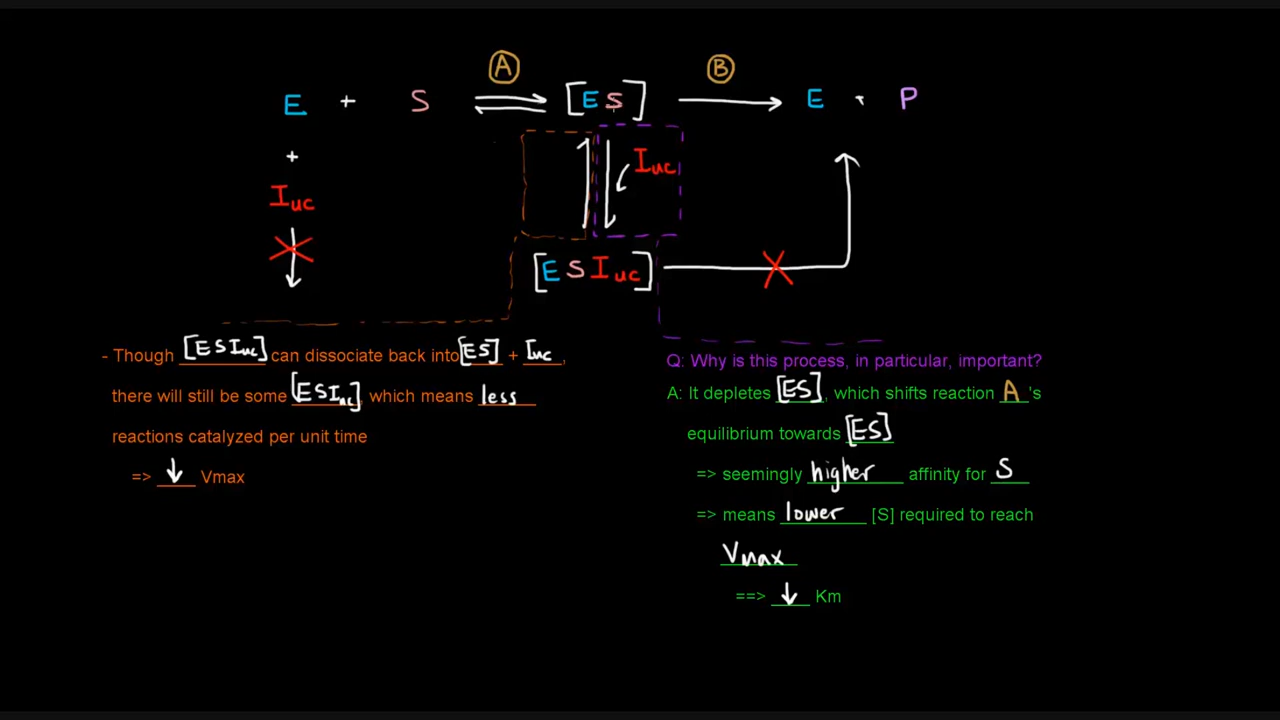 A B
E + S [ES] E + P
+
Iuc Iuc
[ESIuc]
- Though [ESIuc] can dissociate back into [ES] + Iuc,
there will still be some [ESIuc], which means less
reactions catalyzed per unit time
=> ↓ Vmax
Q: Why is this process, in particular, important?
A: It depletes [ES], which shifts reaction A's
equilibrium towards [ES]
=> seemingly higher affinity for S
=> means lower [S] required to reach
Vmax
==> ↓ Km